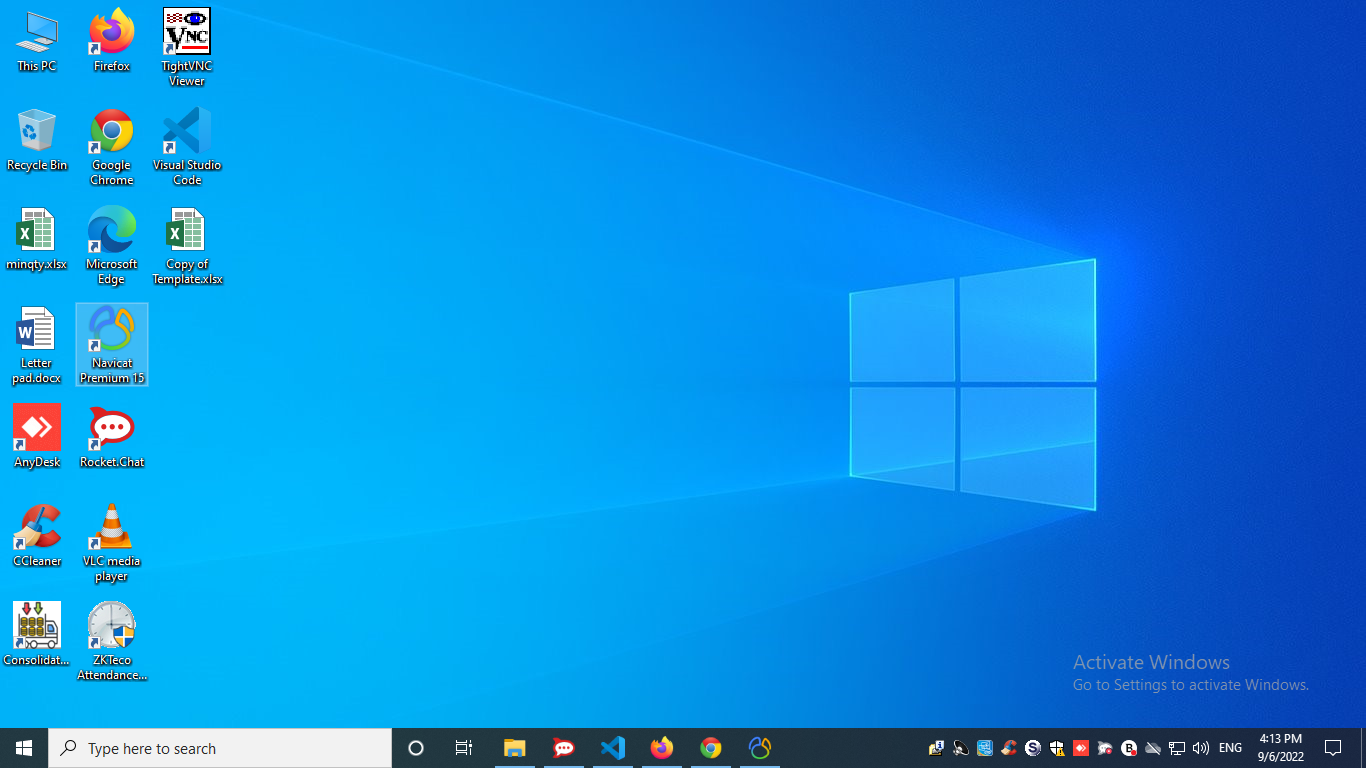 This PC
Firefox
TightVNC
Viewer
VNC
Recycle Bin
Google
Chrome
Visual Studio
Code
minqty.xlsx
Microsoft
Edge
Copy of
Template.xlsx
Letter
pad.docx
Navicat
Premium 15
AnyDesk
Rocket.Chat
CCleaner
VLC media
player
Consolidat...
ZKTeco
Attendance...
Activate Windows
Go to Settings to activate Windows.
Type here to search
ENG
4:13 PM
9/6/2022